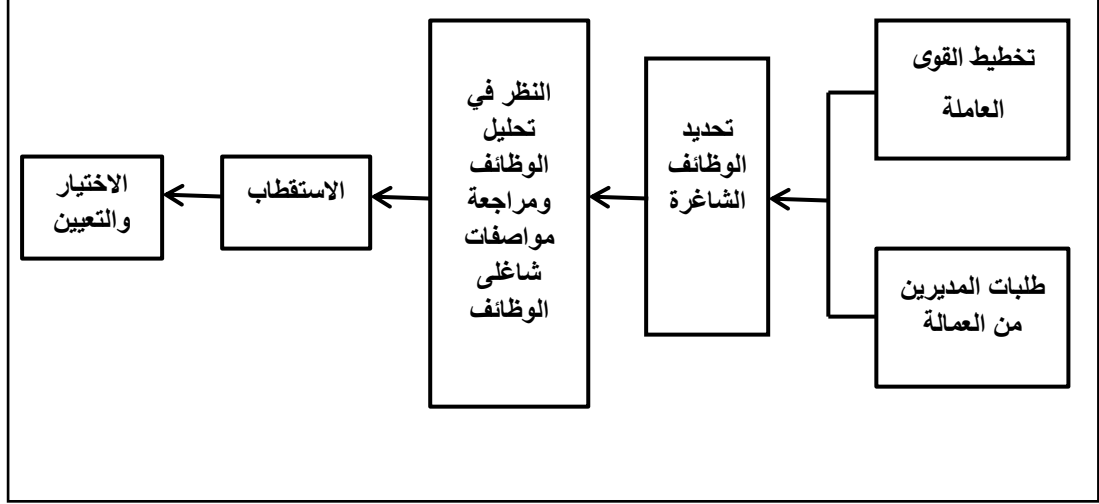 تخطيط القوى
العاملة
طلبات المديرين
من العمالة
تحديد
الوظائف
الشاغرة
النظر في
تحليل
الوظائف
ومراجعة
مواصفات
شاغلى
الوظائف
الاستقطاب
الاختيار
والتعيين